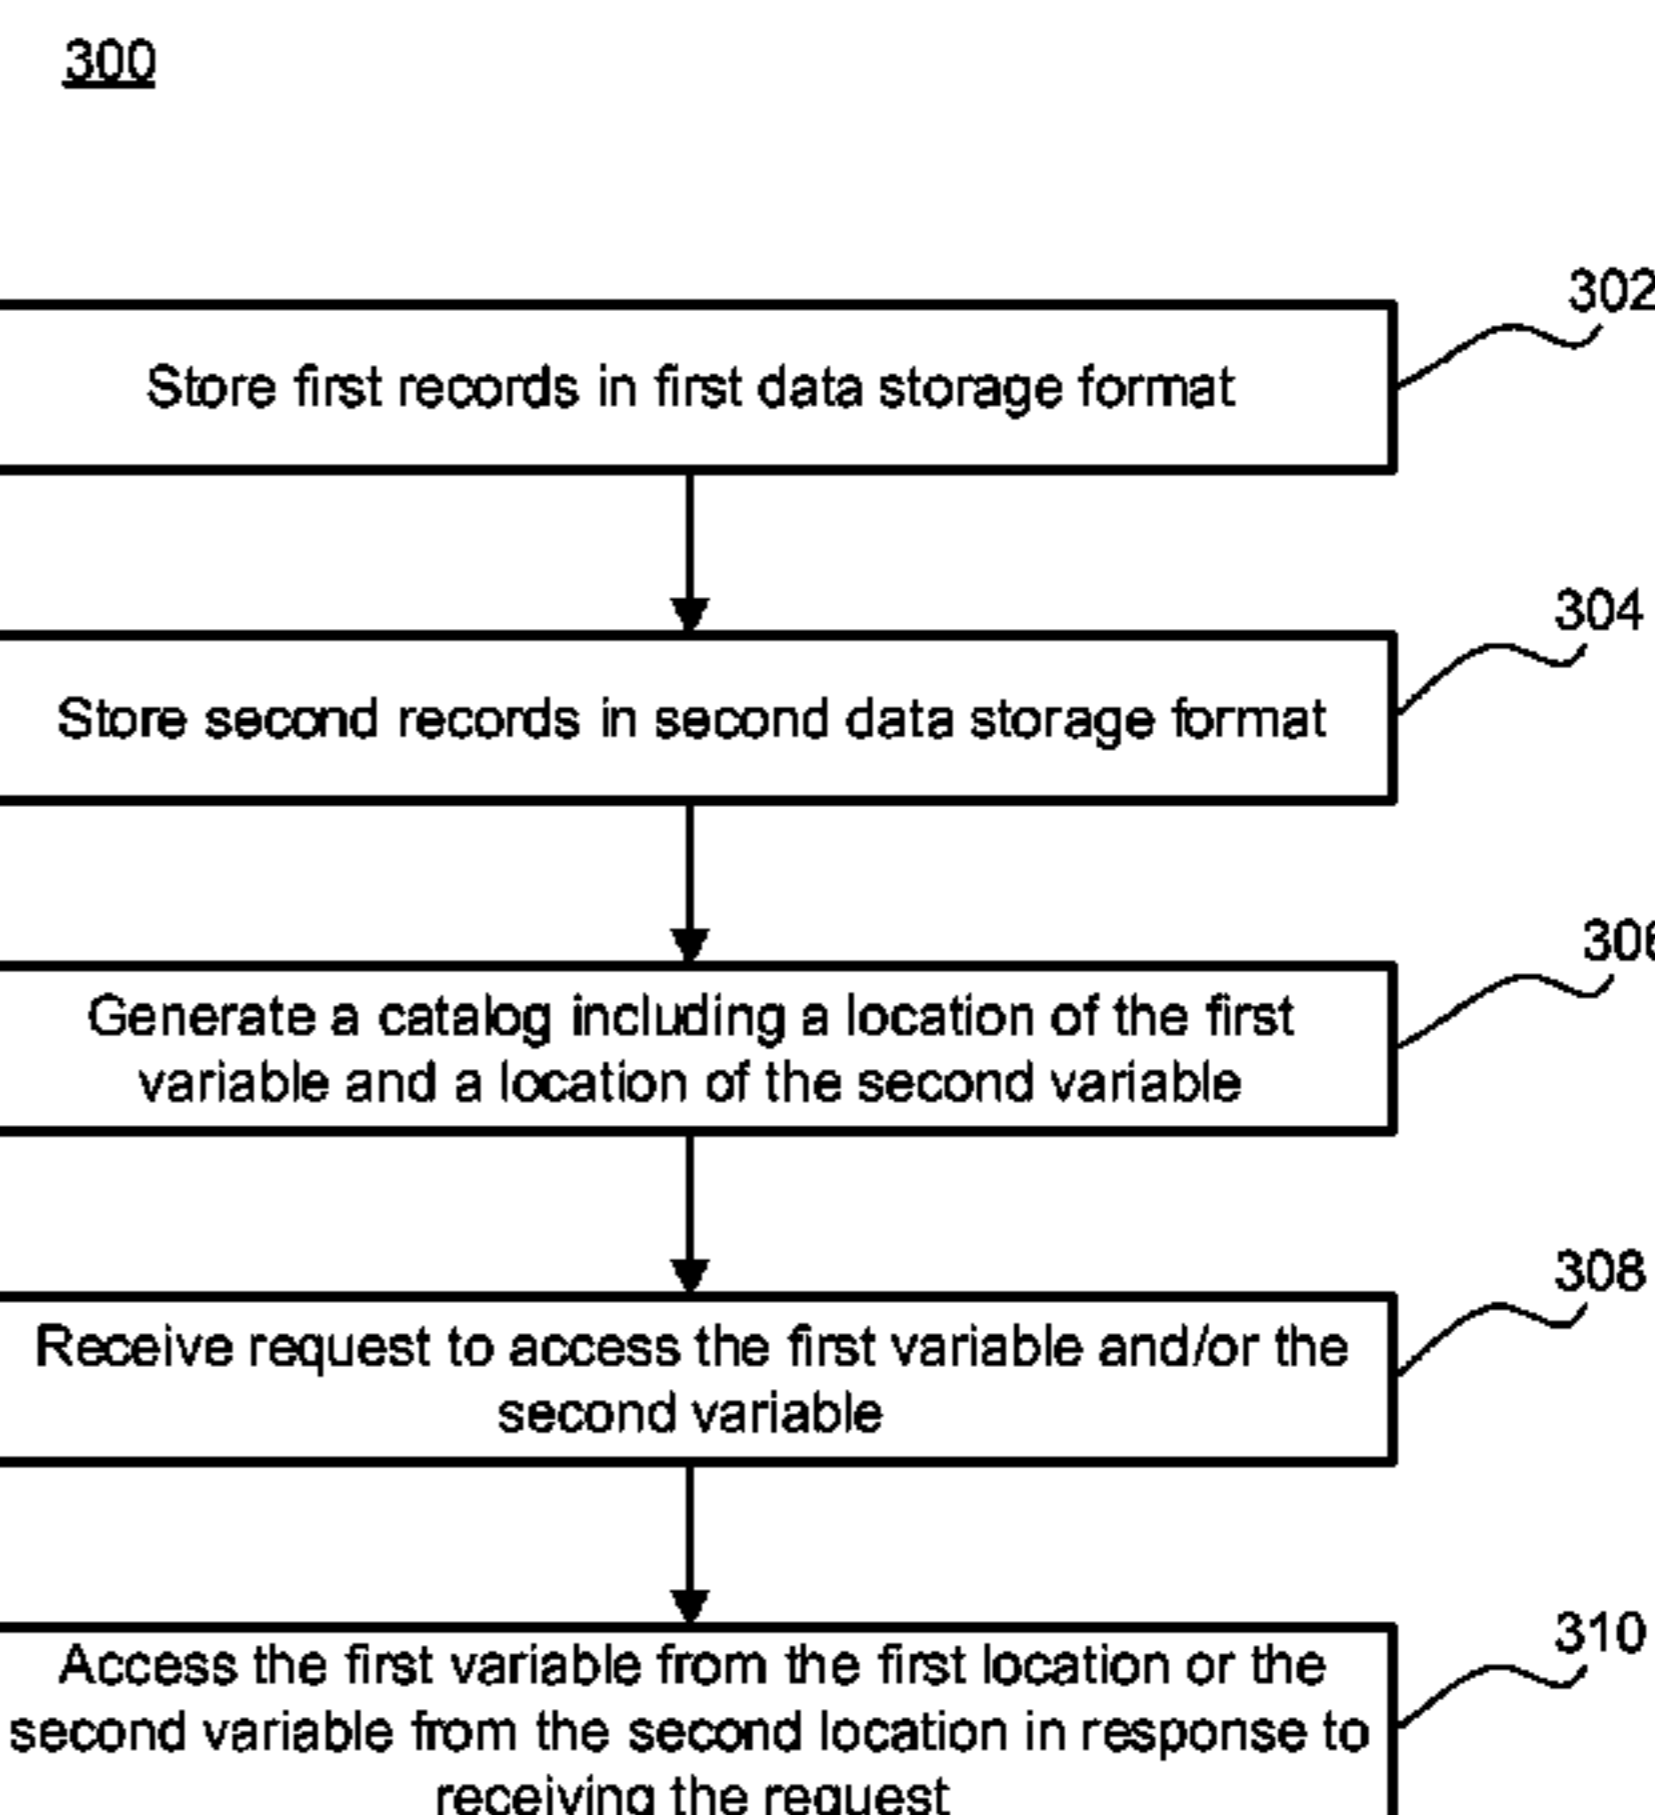 300
302
Store first records in first data storage format
304
Store second records in second data storage format
306
Generate a catalog including a location of the first
variable and a location of the second variable
308
Receive request to access the first variable and/or the
second variable
310
Access the first variable from the first location or the
second variable from the second location in response to
receiving the request